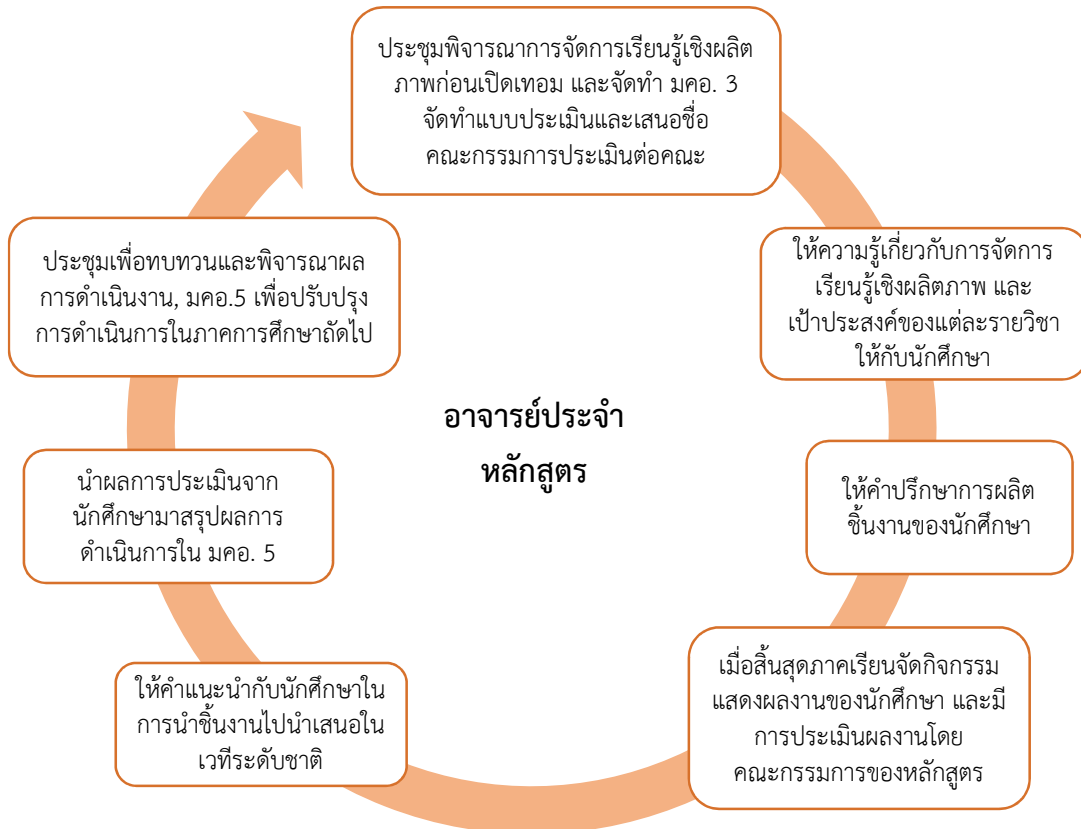 ประชุมพิจารณาการจัดการเรียนรู้เชิงผลิต
ภาพก่อนเปิดเทอม และจัดทำ มคอ. 3
จัดทำแบบประเมินและเสนอชื่อ
คณะกรรมการประเมินต่อคณะ
ให้ความรู้เกี่ยวกับการจัดการ
เรียนรู้เชิงผลิตภาพ และ
เป้าประสงค์ของแต่ละรายวิชา
ให้กับนักศึกษา
ให้คำปรึกษาการผลิต
ชิ้นงานของนักศึกษา
เมื่อสิ้นสุดภาคเรียนจัดกิจกรรม
แสดงผลงานของนักศึกษา และมี
การประเมินผลงานโดย
คณะกรรมการของหลักสูตร
ให้คำแนะนำกับนักศึกษาใน
การนำชิ้นงานไปนำเสนอใน
เวทีระดับชาติ
นำผลการประเมินจาก
นักศึกษามาสรุปผลการ
ดำเนินการใน มคอ. 5
ประชุมเพื่อทบทวนและพิจารณาผล
การดำเนินงาน, มคอ.5 เพื่อปรับปรุง
การดำเนินการในภาคการศึกษาถัดไป
อาจารย์ประจำ
หลักสูตร